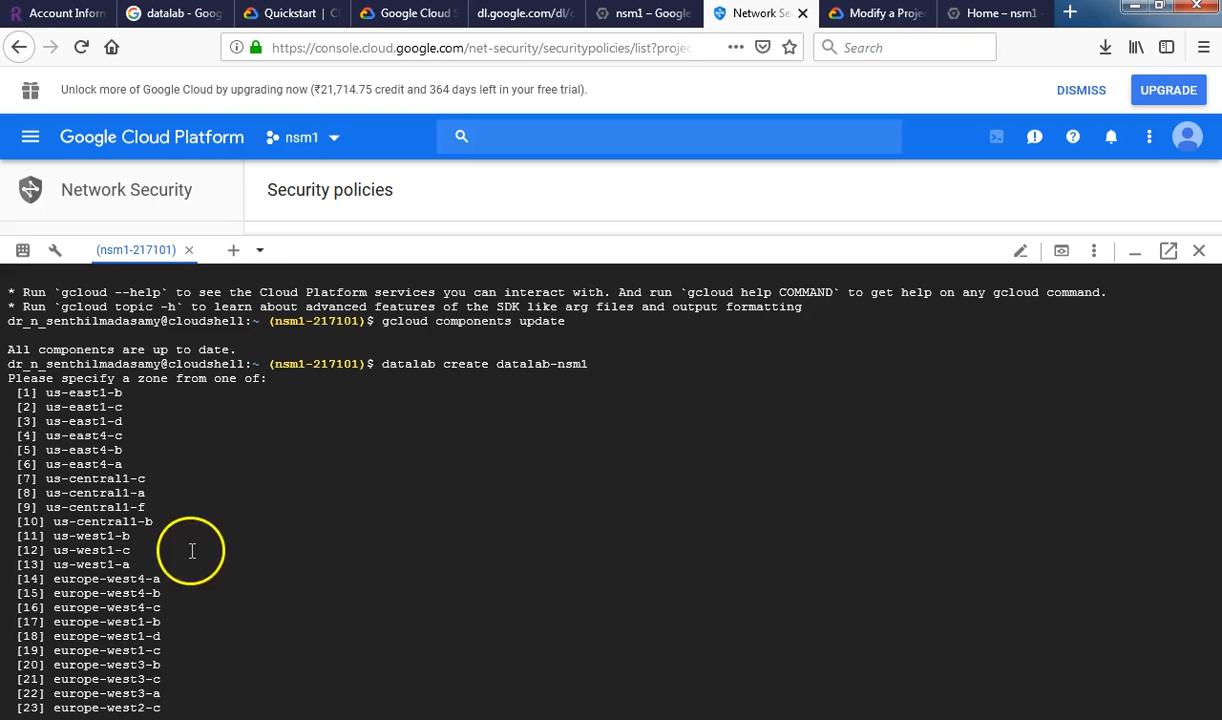 Account Inform
datalab - Goog
Quickstart | Cl
Google Cloud S
dl.google.com/dl/c
nsm1 – Google
Network Se
Modify a Proje
Home – nsm1 -
https://console.cloud.google.com/net-security/securitypolicies/list?projec
Search
Unlock more of Google Cloud by upgrading now (₹21,714.75 credit and 364 days left in your free trial).
DISMISS
UPGRADE
Google Cloud Platform
nsm1
Network Security
Security policies
(nsm1-217101)
* Run `gcloud --help` to see the Cloud Platform services you can interact with. And run `gcloud help COMMAND` to get help on any gcloud command.
* Run `gcloud topic -h` to learn about advanced features of the SDK like arg files and output formatting
dr_n_senthilmadasamy@cloudshell:~ (nsm1-217101)$ gcloud components update
All components are up to date.
dr_n_senthilmadasamy@cloudshell:~ (nsm1-217101)$ datalab create datalab-nsm1
Please specify a zone from one of:
[1] us-east1-b
[2] us-east1-c
[3] us-east1-d
[4] us-east4-c
[5] us-east4-b
[6] us-east4-a
[7] us-central1-c
[8] us-central1-a
[9] us-central1-f
[10] us-central1-b
[11] us-west1-b
[12] us-west1-c
[13] us-west1-a
[14] europe-west4-a
[15] europe-west4-b
[16] europe-west4-c
[17] europe-west1-b
[18] europe-west1-d
[19] europe-west1-c
[20] europe-west3-b
[21] europe-west3-c
[22] europe-west3-a
[23] europe-west2-c